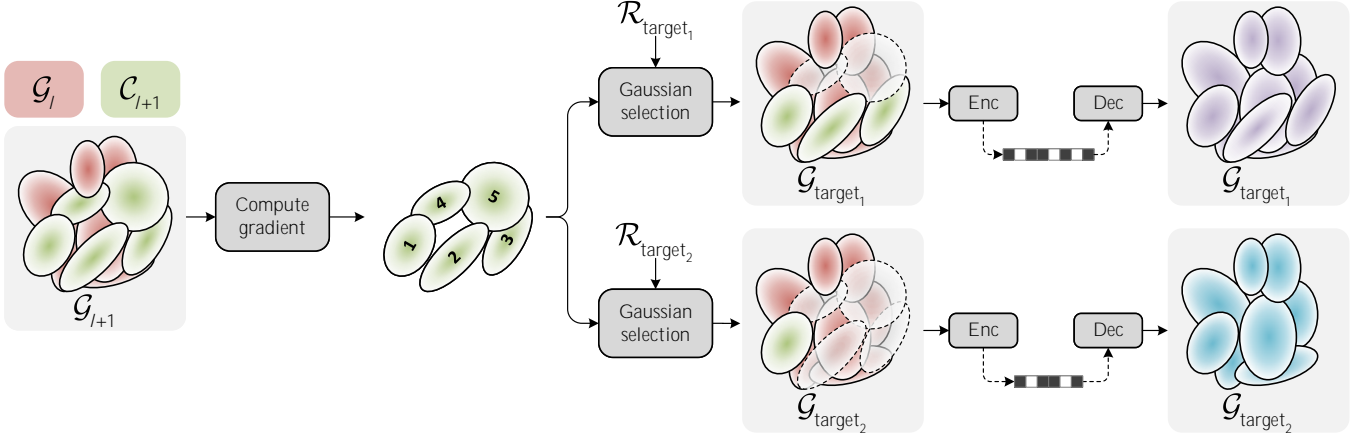 𝒢_l
𝒞_{l+1}
𝒢_{l+1}
Compute
gradient
1
2
3
4
5
ℛ_{target_1}
Gaussian
selection
𝒢_{target_1}
Enc
Dec
𝒢_{target_1}
ℛ_{target_2}
Gaussian
selection
𝒢_{target_2}
Enc
Dec
𝒢_{target_2}